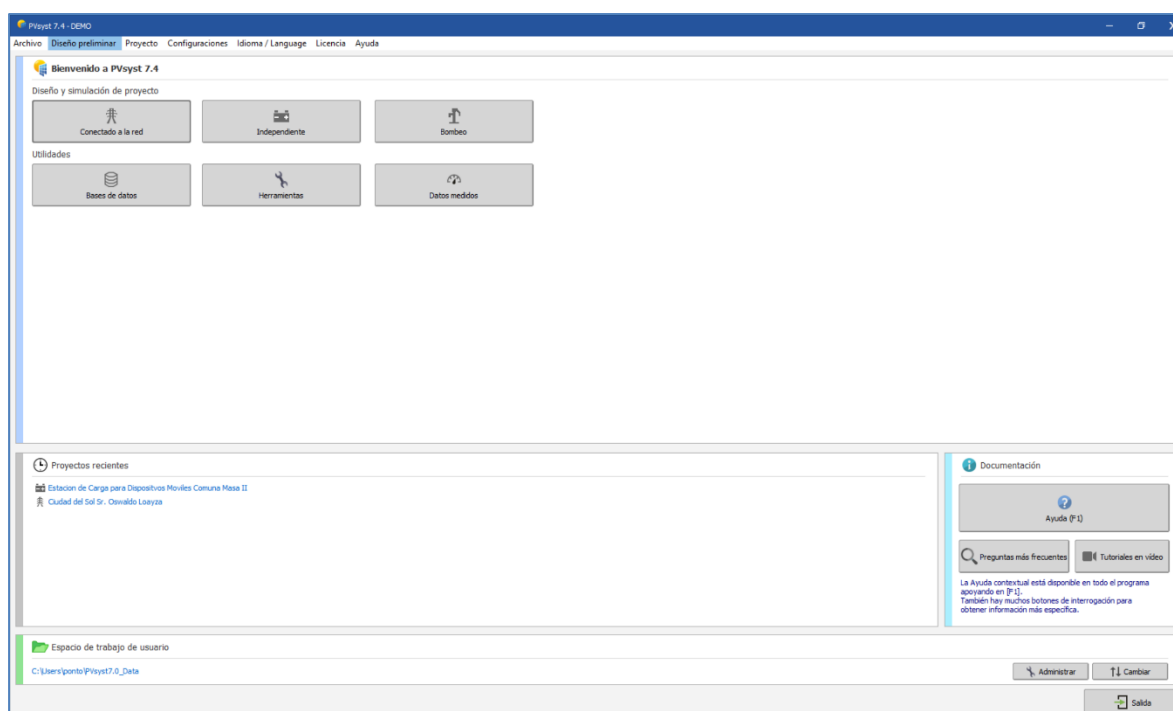 PVsyst 7.4 - DEMO
Archivo Diseño preliminar Proyecto Configuraciones Idioma / Language Licencia Ayuda
Bienvenido a PVsyst 7.4
Diseño y simulación de proyecto
Conectado a la red Independiente Bombeo
Utilidades
Bases de datos Herramientas Datos medidos
Proyectos recientes
Estacion de Carga para Dispositvos Moviles Comuna Masa II
Ciudad del Sol Sr. Oswaldo Loayza
Documentación
Ayuda (F1)
Preguntas más frecuentes Tutoriales en vídeo
La Ayuda contextual está disponible en todo el programa
apoyando en [F1].
También hay muchos botones de interrogación para
obtener información más específica.
Espacio de trabajo de usuario
C:\Users\ponto\PVsyst7.0_Data
Administrar Cambiar
Salida